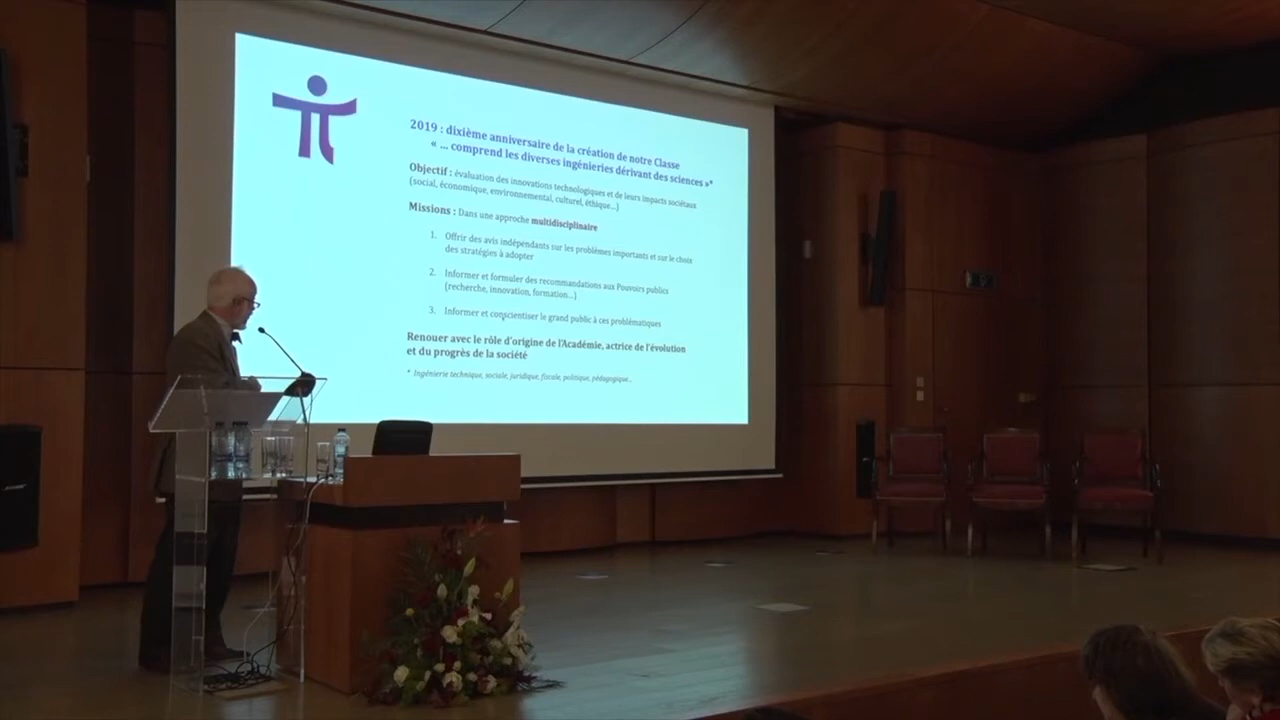 2019 : dixième anniversaire de la création de notre Classe
« ... comprend les diverses ingénieries dérivant des sciences »*
Objectif : évaluation des innovations technologiques et de leurs impacts sociétaux
(social, économique, environnemental, culturel, éthique...)
Missions : Dans une approche multidisciplinaire
1. Offrir des avis indépendants sur les problèmes importants et sur le choix
des stratégies à adopter
2. Informer et formuler des recommandations aux Pouvoirs publics
(recherche, innovation, formation...)
3. Informer et conscientiser le grand public à ces problématiques
Renouer avec le rôle d'origine de l'Académie, actrice de l'évolution
et du progrès de la société
* Ingénierie technique, sociale, juridique, fiscale, politique, pédagogique...